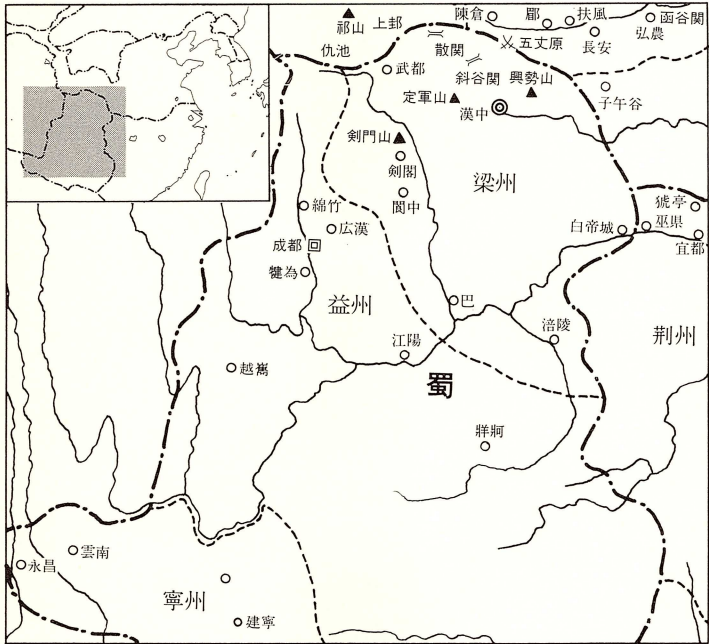 祁山
上邽
陳倉
郿
扶風
函谷関
弘農
仇池
散関
五丈原
長安
武都
斜谷関
興勢山
定軍山
漢中
子午谷
剣門山
剣閣
梁州
閬中
綿竹
猇亭
広漢
白帝城
巫県
成都
宜都
犍為
益州
巴
涪陵
荆州
江陽
越嶲
蜀
牂牁
雲南
永昌
寧州
建寧